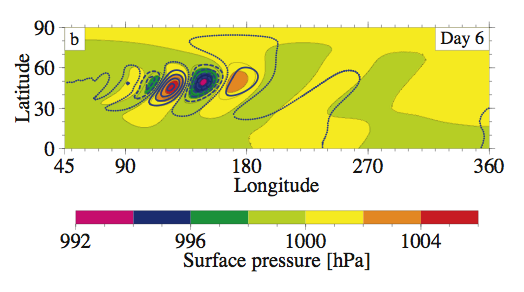 90
b
Day 6
60
Latitude
30
0
45 90 180 270 360
Longitude
992 996 1000 1004
Surface pressure [hPa]